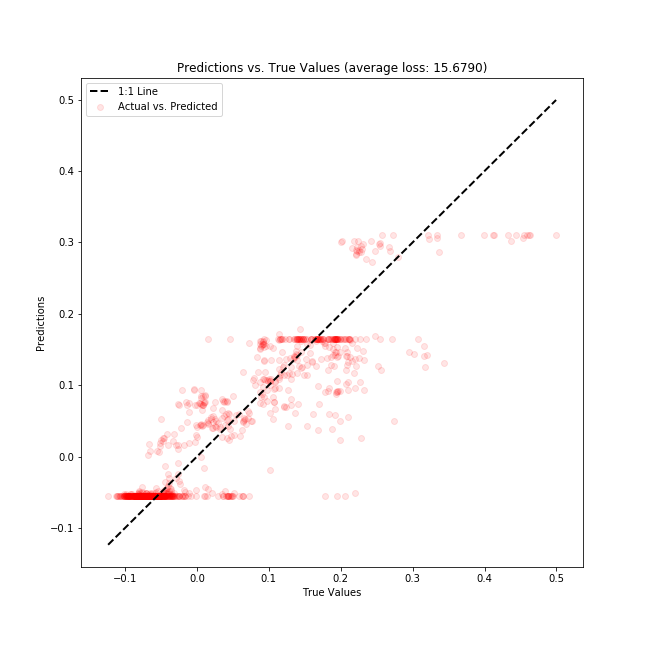 Predictions vs. True Values (average loss: 15.6790)
1:1 Line
Actual vs. Predicted
0.5
0.4
0.3
0.2
0.1
0.0
−0.1
Predictions
−0.1 0.0 0.1 0.2 0.3 0.4 0.5
True Values